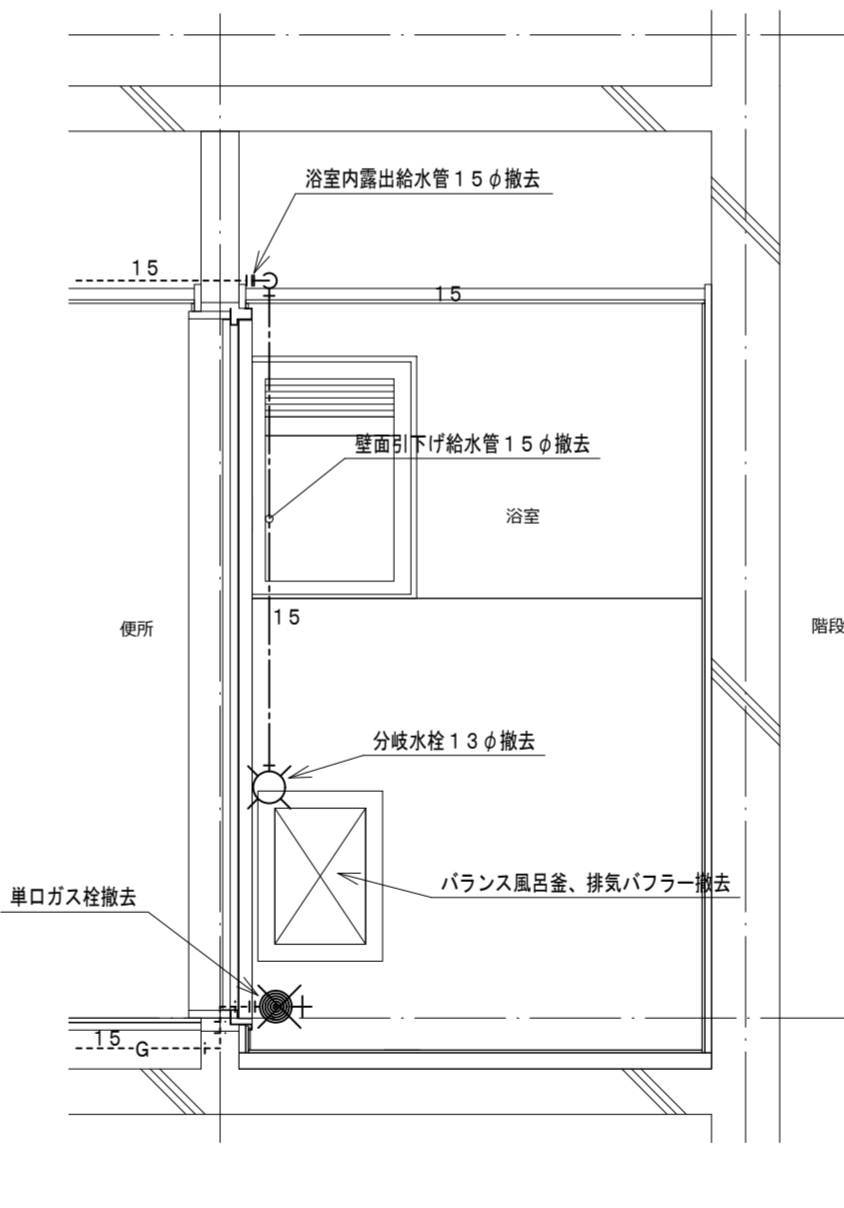 浴室内露出給水管１５φ撤去
15
15
壁面引下げ給水管１５φ撤去
浴室
15
便所
階段
分岐水栓１３φ撤去
バランス風呂釜、排気バフラー撤去
単口ガス栓撤去
15
G